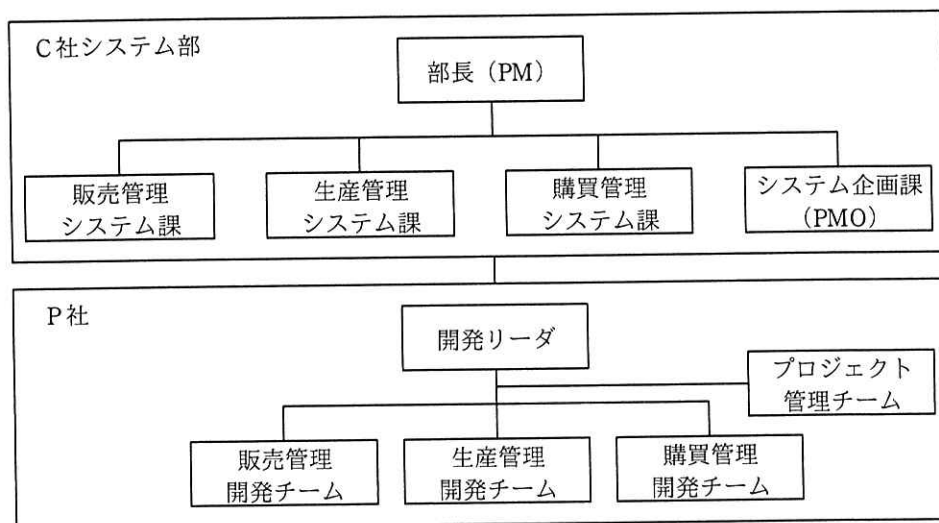 C社システム部
部長（PM）
販売管理
システム課
生産管理
システム課
購買管理
システム課
システム企画課
（PMO）
P社
開発リーダ
プロジェクト
管理チーム
販売管理
開発チーム
生産管理
開発チーム
購買管理
開発チーム